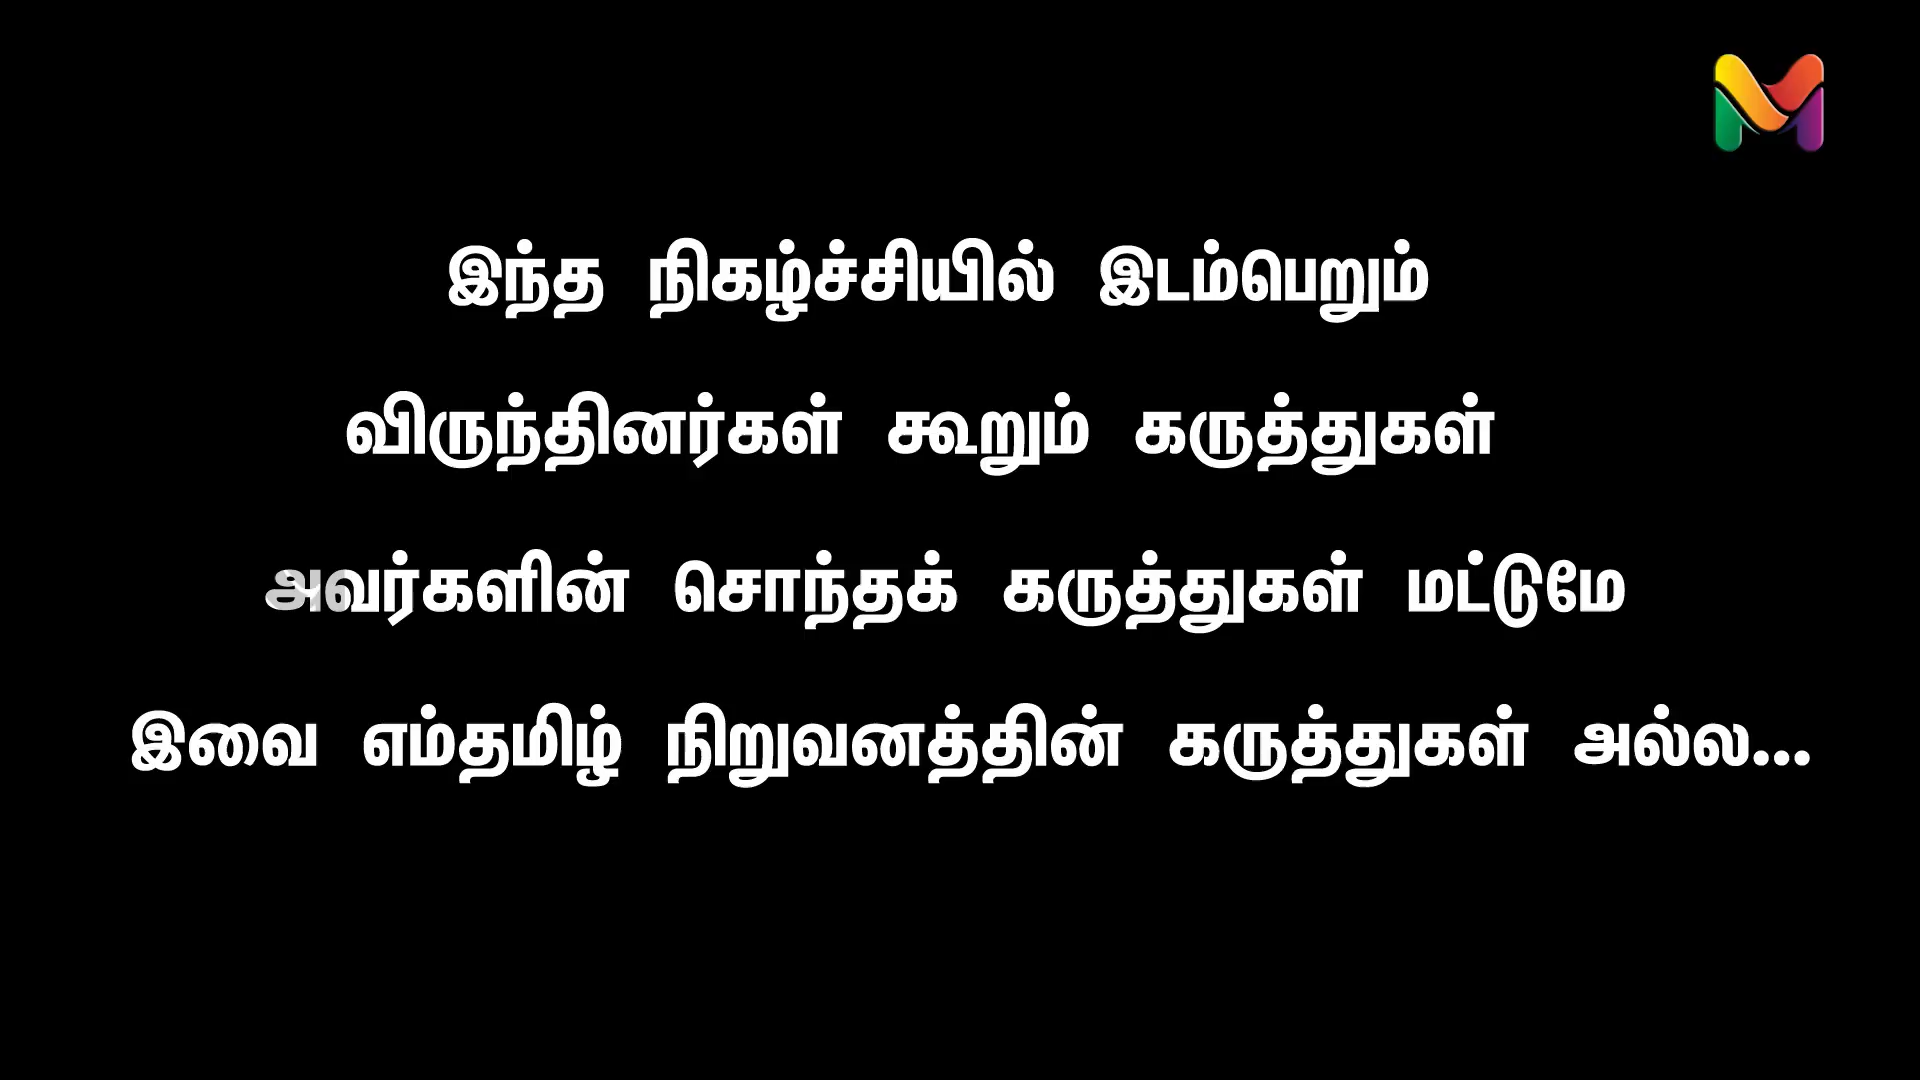 இந்த நிகழ்ச்சியில் இடம்பெறும்
விருந்தினர்கள் கூறும் கருத்துகள்
அவர்களின் சொந்தக் கருத்துகள் மட்டுமே
இவை எம்தமிழ் நிறுவனத்தின் கருத்துகள் அல்ல...